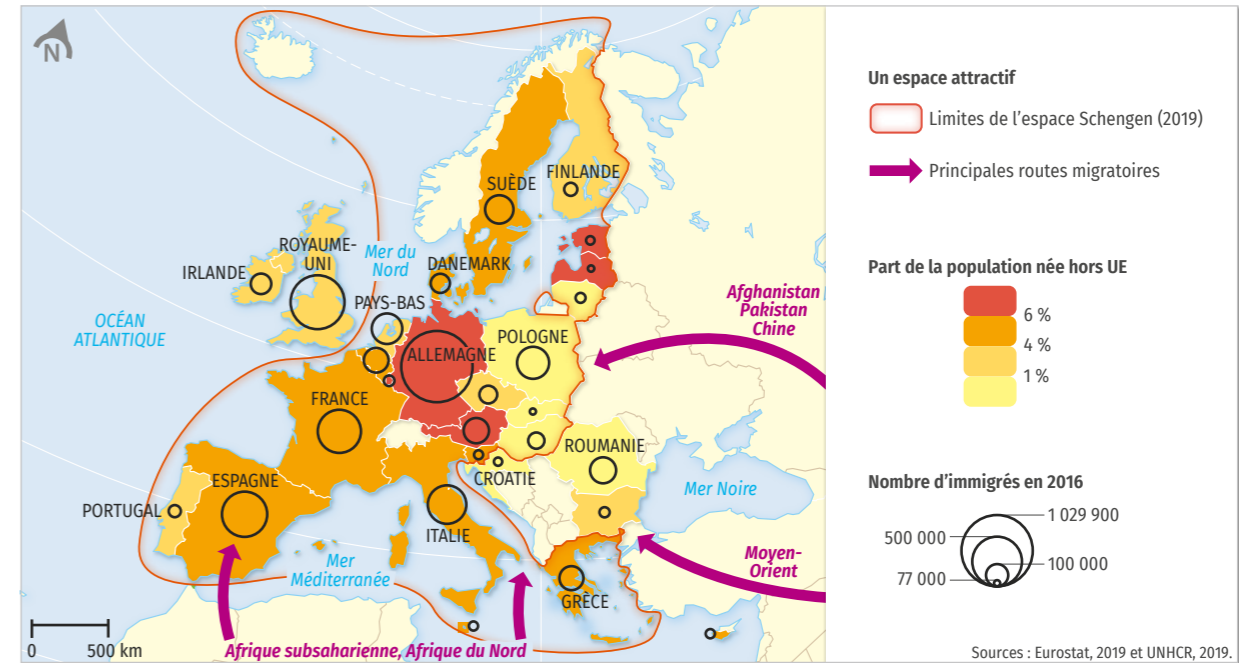 N
SUÈDE
FINLANDE
ROYAUME-
UNI
IRLANDE
Mer du
Nord
DANEMARK
PAYS-BAS
OCÉAN
ATLANTIQUE
ALLEMAGNE
POLOGNE
Afghanistan
Pakistan
Chine
FRANCE
ROUMANIE
CROATIE
ESPAGNE
PORTUGAL
ITALIE
Mer Noire
Mer
Méditerranée
Moyen-
Orient
GRÈCE
0 500 km
Afrique subsaharienne, Afrique du Nord
Un espace attractif
Limites de l’espace Schengen (2019)
Principales routes migratoires
Part de la population née hors UE
6 %
4 %
1 %
Nombre d’immigrés en 2016
1 029 900
500 000
100 000
77 000
Sources : Eurostat, 2019 et UNHCR, 2019.